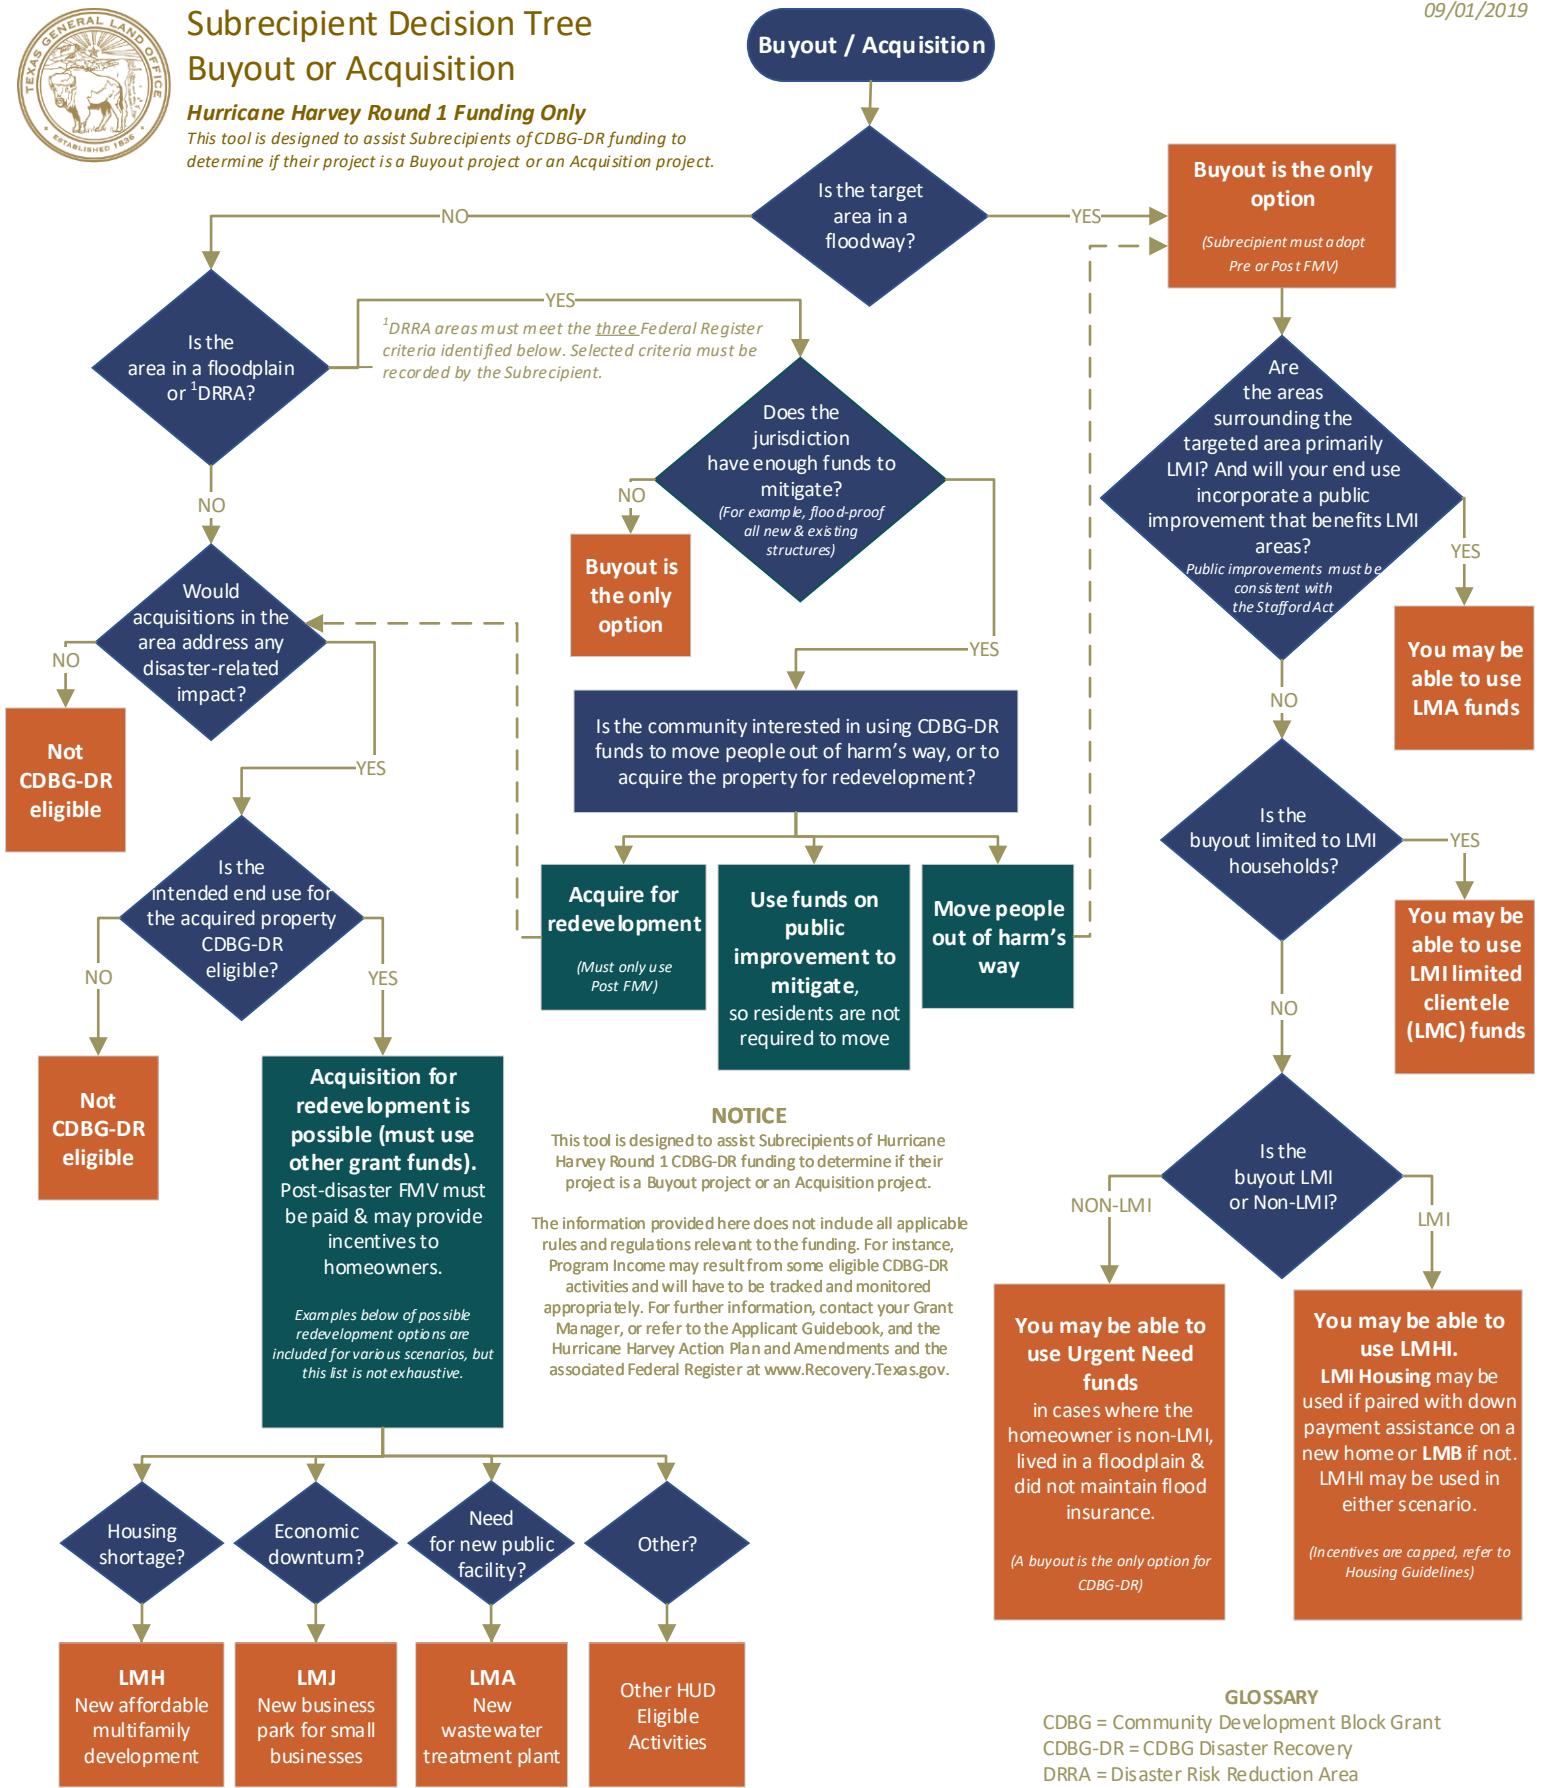 09/01/2019
TEXAS GENERAL LAND OFFICE
ESTABLISHED 1836
Subrecipient Decision Tree
Buyout or Acquisition
Hurricane Harvey Round 1 Funding Only
This tool is designed to assist Subrecipients of CDBG-DR funding to
determine if their project is a Buyout project or an Acquisition project.
Buyout / Acquisition
Is the target
area in a
floodway?
NO
YES
Buyout is the only
option
(Subrecipient must adopt
Pre or Post FMV)
Is the
area in a floodplain
or 1DRRA?
YES
1DRRA areas must meet the three Federal Register
criteria identified below. Selected criteria must be
recorded by the Subrecipient.
NO
Does the
jurisdiction
have enough funds to
mitigate?
(For example, flood-proof
all new & existing
structures)
NO
Buyout is
the only
option
YES
Are
the areas
surrounding the
targeted area primarily
LMI? And will your end use
incorporate a public
improvement that benefits LMI
areas?
Public improvements must be
consistent with
the Stafford Act
YES
You may be
able to use
LMA funds
NO
Would
acquisitions in the
area address any
disaster-related
impact?
NO
Not
CDBG-DR
eligible
YES
Is the community interested in using CDBG-DR
funds to move people out of harm's way, or to
acquire the property for redevelopment?
Acquire for
redevelopment
(Must only use
Post FMV)
Use funds on
public
improvement to
mitigate,
so residents are not
required to move
Move people
out of harm's
way
Is the
buyout limited to LMI
households?
YES
You may be
able to use
LMI limited
clientele
(LMC) funds
NO
Is the
intended end use for
the acquired property
CDBG-DR
eligible?
NO
Not
CDBG-DR
eligible
YES
Acquisition for
redevelopment is
possible (must use
other grant funds).
Post-disaster FMV must
be paid & may provide
incentives to
homeowners.
Examples below of possible
redevelopment options are
included for various scenarios, but
this list is not exhaustive.
NOTICE
This tool is designed to assist Subrecipients of Hurricane
Harvey Round 1 CDBG-DR funding to determine if their
project is a Buyout project or an Acquisition project.
The information provided here does not include all applicable
rules and regulations relevant to the funding. For instance,
Program Income may result from some eligible CDBG-DR
activities and will have to be tracked and monitored
appropriately. For further information, contact your Grant
Manager, or refer to the Applicant Guidebook, and the
Hurricane Harvey Action Plan and Amendments and the
associated Federal Register at www.Recovery.Texas.gov.
Is the
buyout LMI
or Non-LMI?
NON-LMI
LMI
You may be able to
use Urgent Need
funds
in cases where the
homeowner is non-LMI,
lived in a floodplain &
did not maintain flood
insurance.
(A buyout is the only option for
CDBG-DR)
You may be able to
use LMHI.
LMI Housing may be
used if paired with down
payment assistance on a
new home or LMB if not.
LMHI may be used in
either scenario.
(Incentives are capped, refer to
Housing Guidelines)
Housing
shortage?
Economic
downturn?
Need
for new public
facility?
Other?
LMH
New affordable
multifamily
development
LMJ
New business
park for small
businesses
LMA
New
wastewater
treatment plant
Other HUD
Eligible
Activities
GLOSSARY
CDBG = Community Development Block Grant
CDBG-DR = CDBG Disaster Recovery
DRRA = Disaster Risk Reduction Area